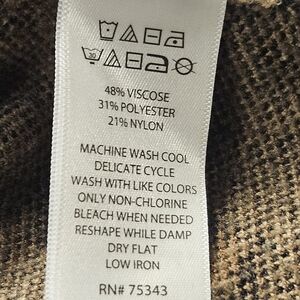 30
48% VISCOSE
31% POLYESTER
21% NYLON
MACHINE WASH COOL
DELICATE CYCLE
WASH WITH LIKE COLORS
ONLY NON-CHLORINE
BLEACH WHEN NEEDED
RESHAPE WHILE DAMP
DRY FLAT
LOW IRON
RN# 75343